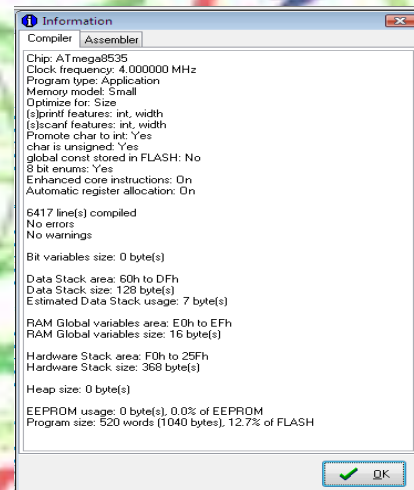 Information
Compiler Assembler
Chip: ATmega8535
Clock frequency: 4.000000 MHz
Program type: Application
Memory model: Small
Optimize for: Size
(s)printf features: int, width
(s)scanf features: int, width
Promote char to int: Yes
char is unsigned: Yes
global const stored in FLASH: No
8 bit enums: Yes
Enhanced core instructions: On
Automatic register allocation: On
6417 line(s) compiled
No errors
No warnings
Bit variables size: 0 byte(s)
Data Stack area: 60h to DFh
Data Stack size: 128 byte(s)
Estimated Data Stack usage: 7 byte(s)
RAM Global variables area: E0h to EFh
RAM Global variables size: 16 byte(s)
Hardware Stack area: F0h to 25Fh
Hardware Stack size: 368 byte(s)
Heap size: 0 byte(s)
EEPROM usage: 0 byte(s), 0.0% of EEPROM
Program size: 520 words (1040 bytes), 12.7% of FLASH
OK